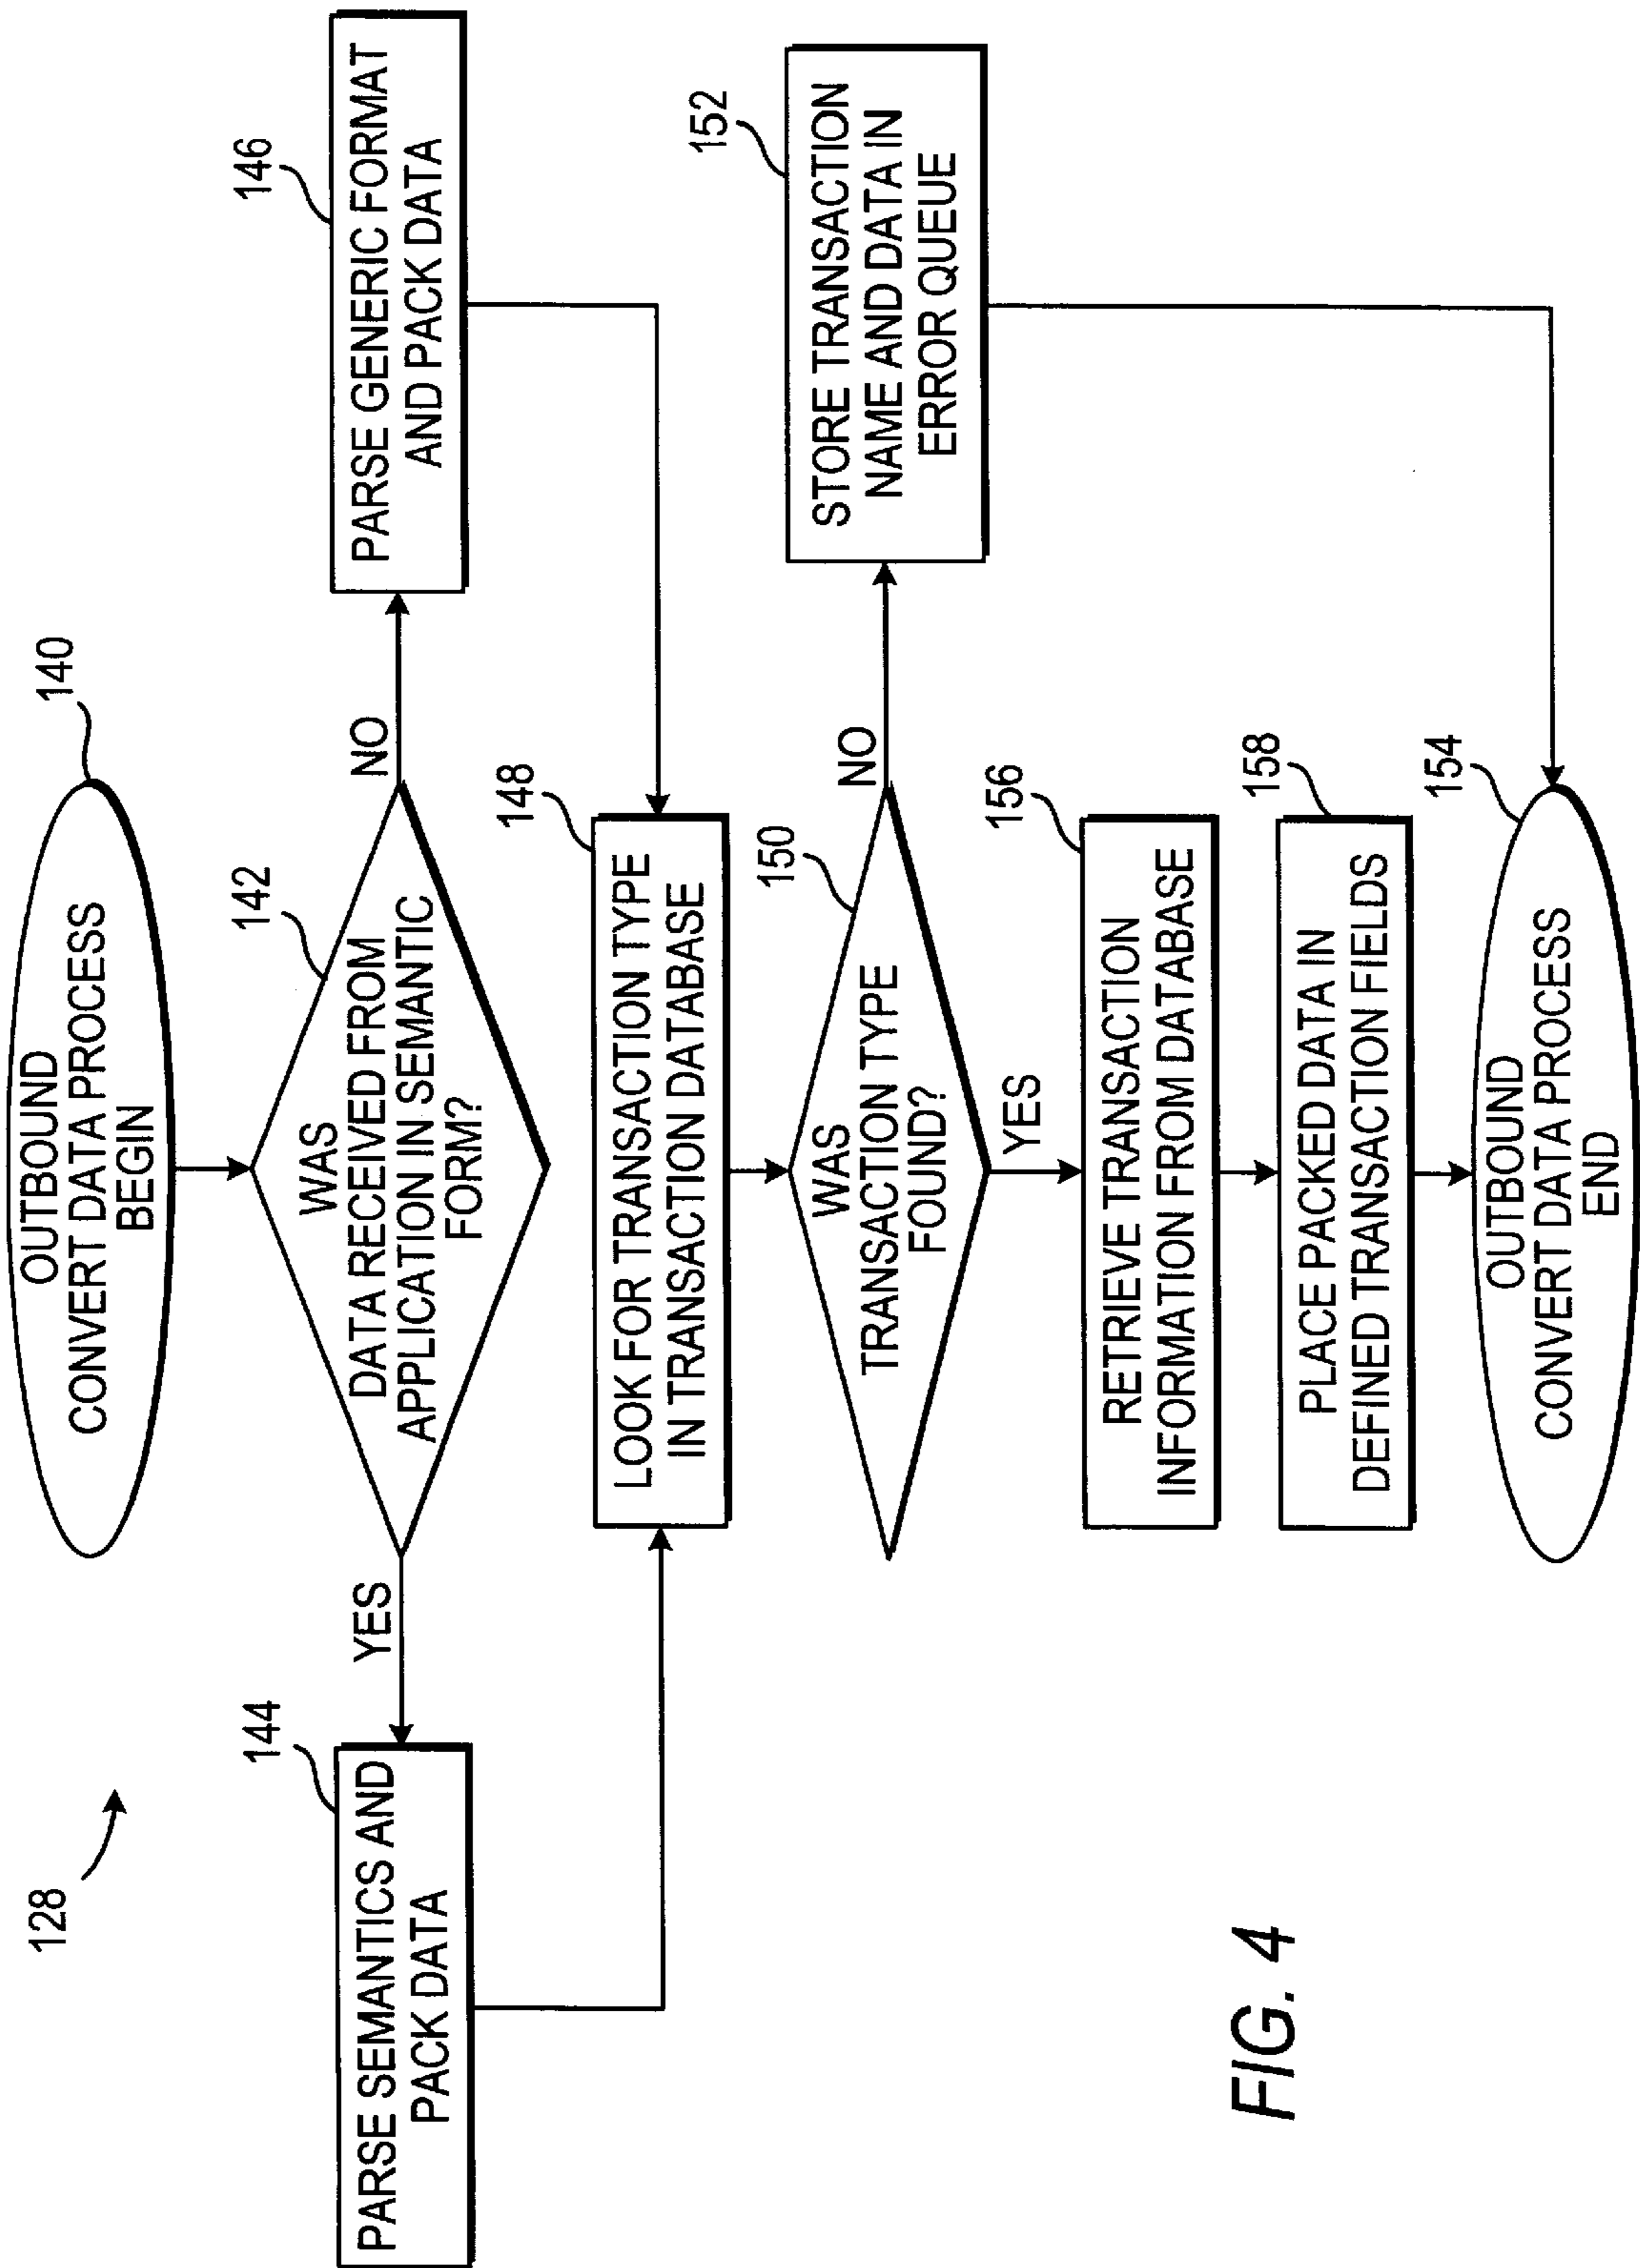 128
140
OUTBOUND
CONVERT DATA PROCESS
BEGIN
142
WAS
DATA RECEIVED FROM
APPLICATION IN SEMANTIC
FORM?
YES
NO
144
PARSE SEMANTICS AND
PACK DATA
146
PARSE GENERIC FORMAT
AND PACK DATA
148
LOOK FOR TRANSACTION TYPE
IN TRANSACTION DATABASE
150
WAS
TRANSACTION TYPE
FOUND?
NO
YES
152
STORE TRANSACTION
NAME AND DATA IN
ERROR QUEUE
156
RETRIEVE TRANSACTION
INFORMATION FROM DATABASE
158
PLACE PACKED DATA IN
DEFINED TRANSACTION FIELDS
154
OUTBOUND
CONVERT DATA PROCESS
END
FIG. 4